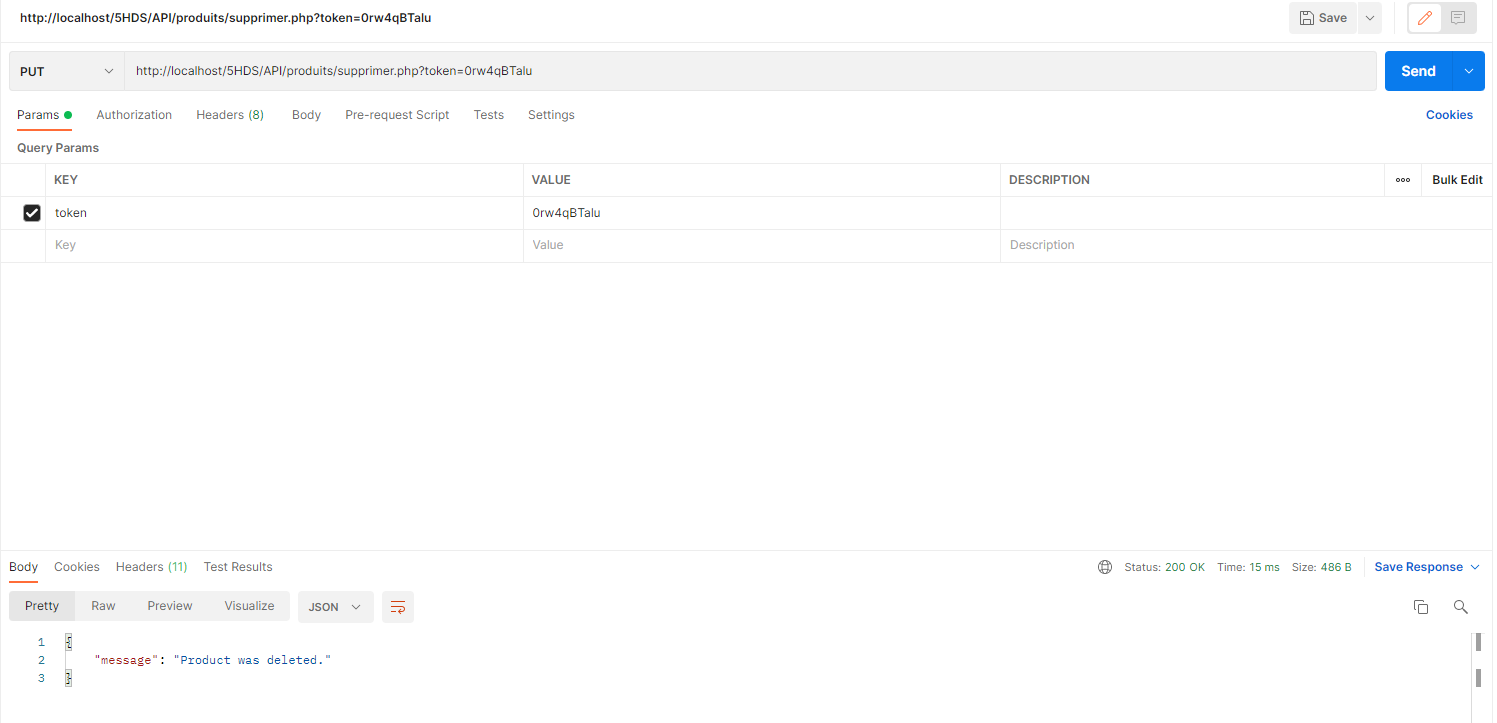 http://localhost/5HDS/API/produits/supprimer.php?token=0rw4qBTalu Save
PUT http://localhost/5HDS/API/produits/supprimer.php?token=0rw4qBTalu Send
Params Authorization Headers (8) Body Pre-request Script Tests Settings Cookies
Query Params
KEY VALUE DESCRIPTION ooo Bulk Edit
token 0rw4qBTalu
Key Value Description
Body Cookies Headers (11) Test Results Status: 200 OK Time: 15 ms Size: 486 B Save Response
Pretty Raw Preview Visualize JSON
1 {
2 "message": "Product was deleted."
3 }